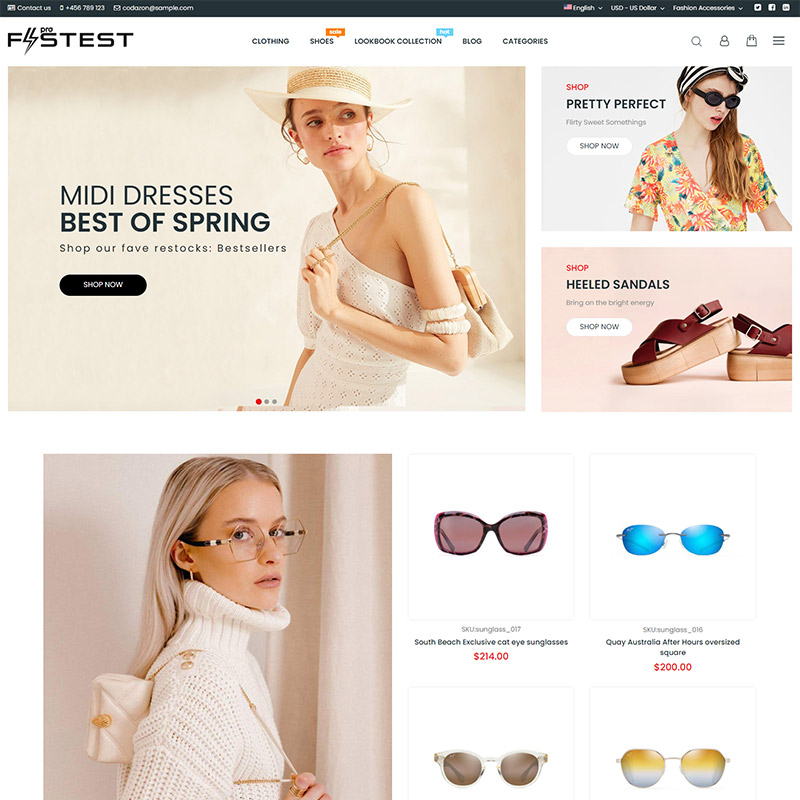 Contact us +456 789 123 codazon@sample.com English USD - US Dollar Fashion Accessories
pro
FASTEST
sale
hot
CLOTHING SHOES LOOKBOOK COLLECTION BLOG CATEGORIES
MIDI DRESSES
BEST OF SPRING
Shop our fave restocks: Bestsellers
SHOP NOW
SHOP
PRETTY PERFECT
Flirty Sweet Somethings
SHOP NOW
SHOP
HEELED SANDALS
Bring on the bright energy
SHOP NOW
SKU:sunglass_017
South Beach Exclusive cat eye sunglasses
$214.00
SKU:sunglass_016
Quay Australia After Hours oversized
square
$200.00